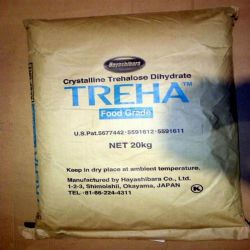 Hayashibara
Crystalline Trehalose Dihydrate
TREHA™
Food Grade
U.S.Pat.5677442・5591612・5591611
NET 20kg
Keep in dry place at ambient temperature.
Manufactured by Hayashibara Co., Ltd.
1-2-3, Shimoishii, Okayama, JAPAN
TEL: 81-86-224-4311
K
TREHA